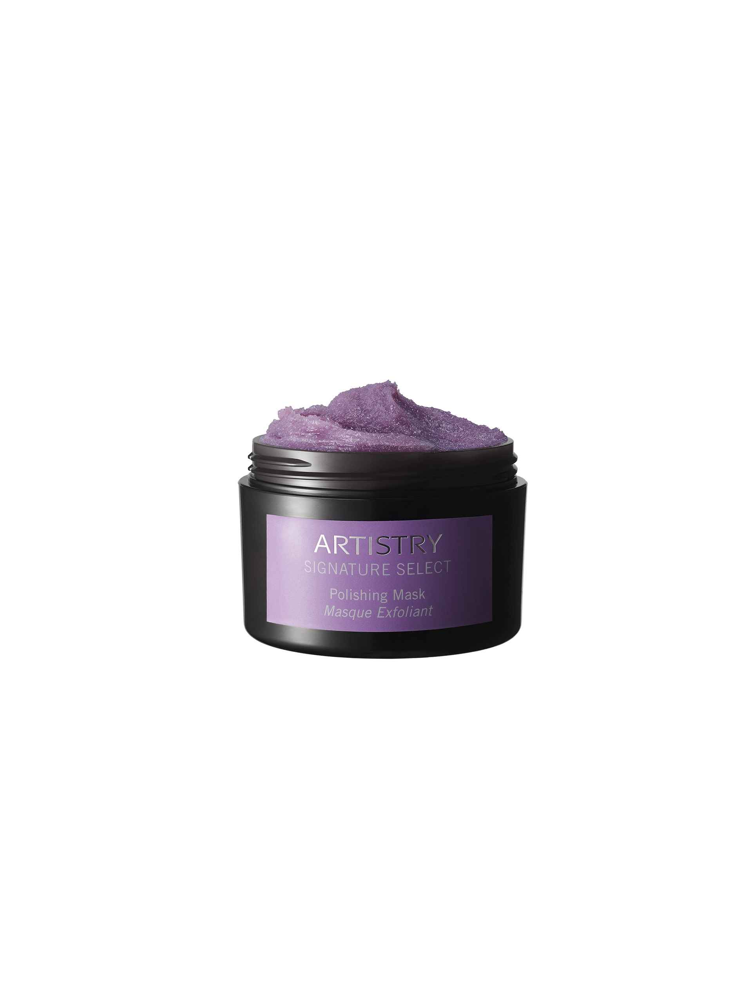 ARTISTRY
SIGNATURE SELECT
Polishing Mask
Masque Exfoliant